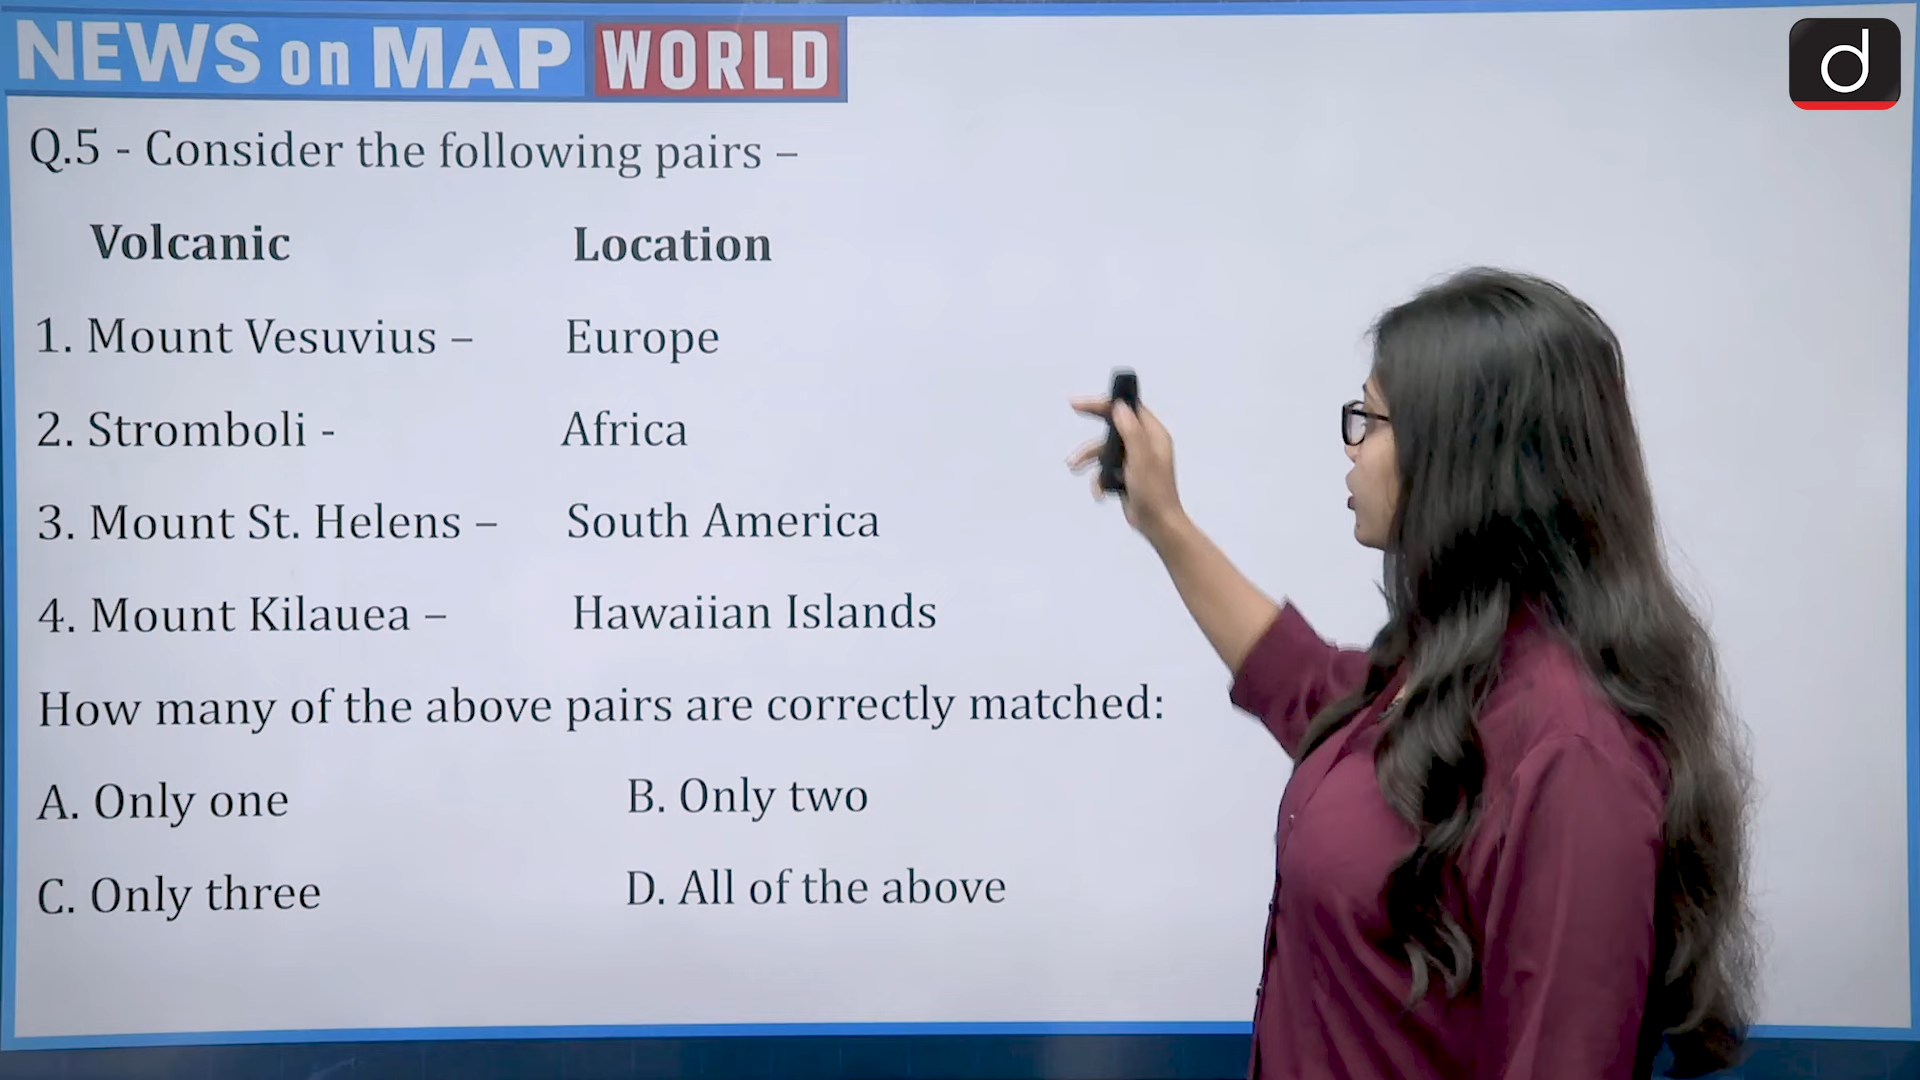 NEWS on MAP WORLD
d
Q.5 - Consider the following pairs –
Volcanic Location
1. Mount Vesuvius – Europe
2. Stromboli - Africa
3. Mount St. Helens – South America
4. Mount Kilauea – Hawaiian Islands
How many of the above pairs are correctly matched:
A. Only one B. Only two
C. Only three D. All of the above